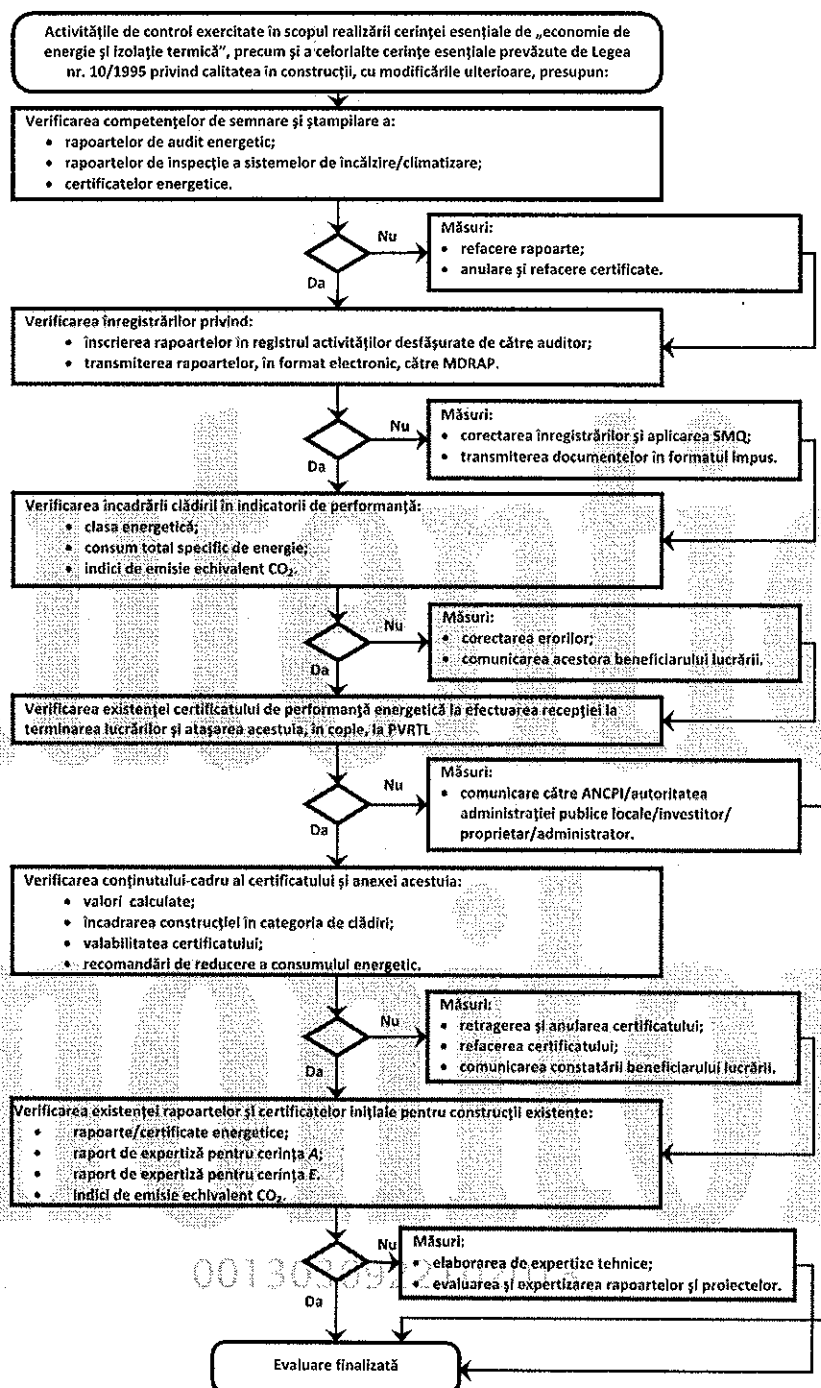 Activitățile de control exercitate în scopul realizării cerinței esențiale de „economie de
energie și izolație termică”, precum și a celorlalte cerințe esențiale prevăzute de Legea
nr. 10/1995 privind calitatea în construcții, cu modificările ulterioare, presupun:
Verificarea competențelor de semnare și ștampilare a:
• rapoartelor de audit energetic;
• rapoartelor de inspecție a sistemelor de încălzire/climatizare;
• certificatelor energetice.
Nu
Măsuri:
• refacere rapoarte;
• anulare și refacere certificate.
Da
Verificarea înregistrărilor privind:
• înscrierea rapoartelor în registrul activităților desfășurate de către auditor;
• transmiterea rapoartelor, în format electronic, către MDRAP.
Nu
Măsuri:
• corectarea înregistrărilor și aplicarea SMQ;
• transmiterea documentelor în formatul impus.
Da
Verificarea încadrării clădirii în indicatorii de performanță:
• clasa energetică;
• consum total specific de energie;
• indici de emisie echivalent CO₂.
Nu
Măsuri:
• corectarea erorilor;
• comunicarea acestora beneficiarului lucrării.
Da
Verificarea existenței certificatului de performanță energetică la efectuarea recepției la
terminarea lucrărilor și atașarea acestuia, în copie, la PVRTL
Nu
Măsuri:
• comunicare către ANCPI/autoritatea
administrației publice locale/investitor/
proprietar/administrator.
Da
Verificarea conținutului-cadru al certificatului și anexei acestuia:
• valori calculate;
• încadrarea construcției în categoria de clădiri;
• valabilitatea certificatului;
• recomandări de reducere a consumului energetic.
Nu
Măsuri:
• retragerea și anularea certificatului;
• refacerea certificatului;
• comunicarea constatării beneficiarului lucrării.
Da
Verificarea existenței rapoartelor și certificatelor inițiale pentru construcții existente:
• rapoarte/certificate energetice;
• raport de expertiză pentru cerința A;
• raport de expertiză pentru cerința E.
• indici de emisie echivalent CO₂.
Nu
Măsuri:
• elaborarea de expertize tehnice;
• evaluarea și expertizarea rapoartelor și proiectelor.
Da
Evaluare finalizată